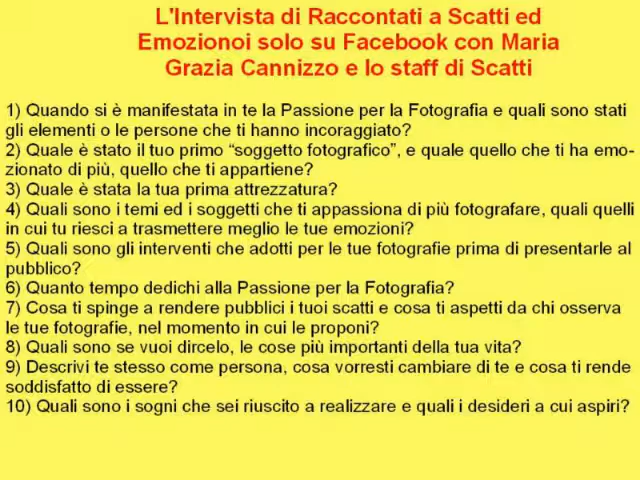 L'Intervista di Raccontati a Scatti ed
Emozionoi solo su Facebook con Maria
Grazia Cannizzo e lo staff di Scatti
1) Quando si è manifestata in te la Passione per la Fotografia e quali sono stati
gli elementi o le persone che ti hanno incoraggiato?
2) Quale è stato il tuo primo “soggetto fotografico”, e quale quello che ti ha emo-
zionato di più, quello che ti appartiene?
3) Quale è stata la tua prima attrezzatura?
4) Quali sono i temi ed i soggetti che ti appassiona di più fotografare, quali quelli
in cui tu riesci a trasmettere meglio le tue emozioni?
5) Quali sono gli interventi che adotti per le tue fotografie prima di presentarle al
pubblico?
6) Quanto tempo dedichi alla Passione per la Fotografia?
7) Cosa ti spinge a rendere pubblici i tuoi scatti e cosa ti aspetti da chi osserva
le tue fotografie, nel momento in cui le proponi?
8) Quali sono se vuoi dircelo, le cose più importanti della tua vita?
9) Descrivi te stesso come persona, cosa vorresti cambiare di te e cosa ti rende
soddisfatto di essere?
10) Quali sono i sogni che sei riuscito a realizzare e quali i desideri a cui aspiri?